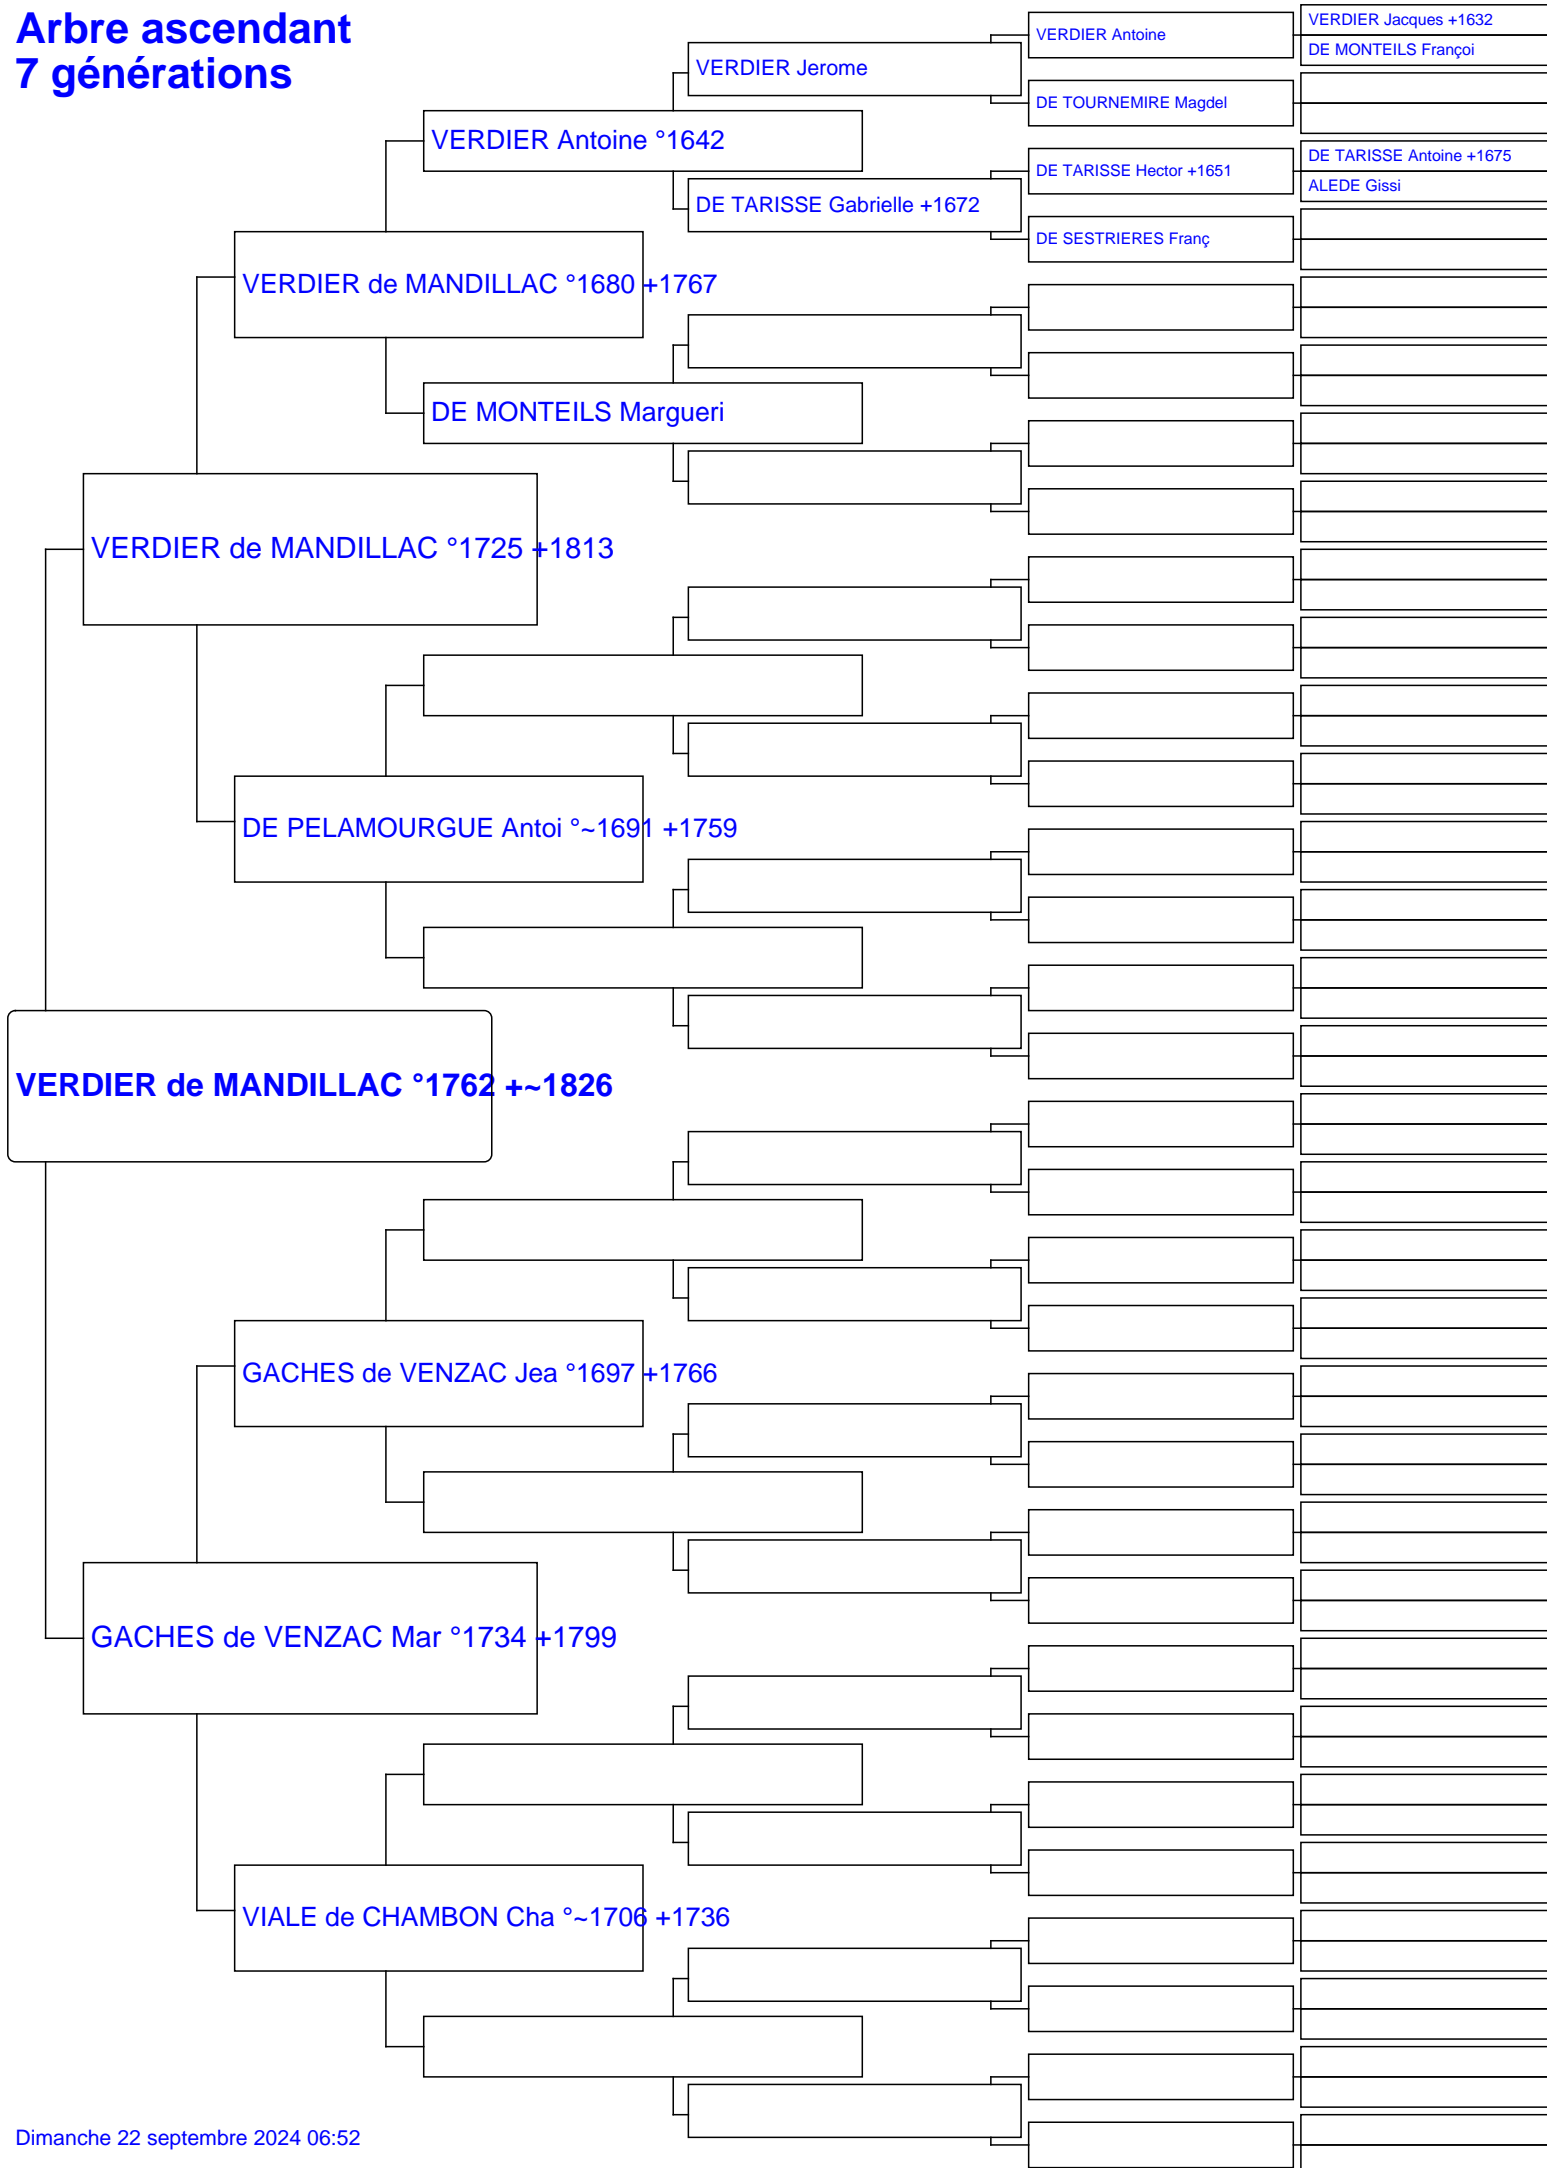 Arbre ascendant
7 générations
VERDIER Jacques +1632
VERDIER Antoine
DE MONTEILS Françoi
VERDIER Jerome
DE TOURNEMIRE Magdel
VERDIER Antoine °1642
DE TARISSE Antoine +1675
DE TARISSE Hector +1651
ALEDE Gissi
DE TARISSE Gabrielle +1672
DE SESTRIERES Franç
VERDIER de MANDILLAC °1680 +1767
DE MONTEILS Margueri
VERDIER de MANDILLAC °1725 +1813
DE PELAMOURGUE Antoi °~1691 +1759
VERDIER de MANDILLAC °1762 +~1826
GACHES de VENZAC Jea °1697 +1766
GACHES de VENZAC Mar °1734 +1799
VIALE de CHAMBON Cha °~1706 +1736
Dimanche 22 septembre 2024 06:52